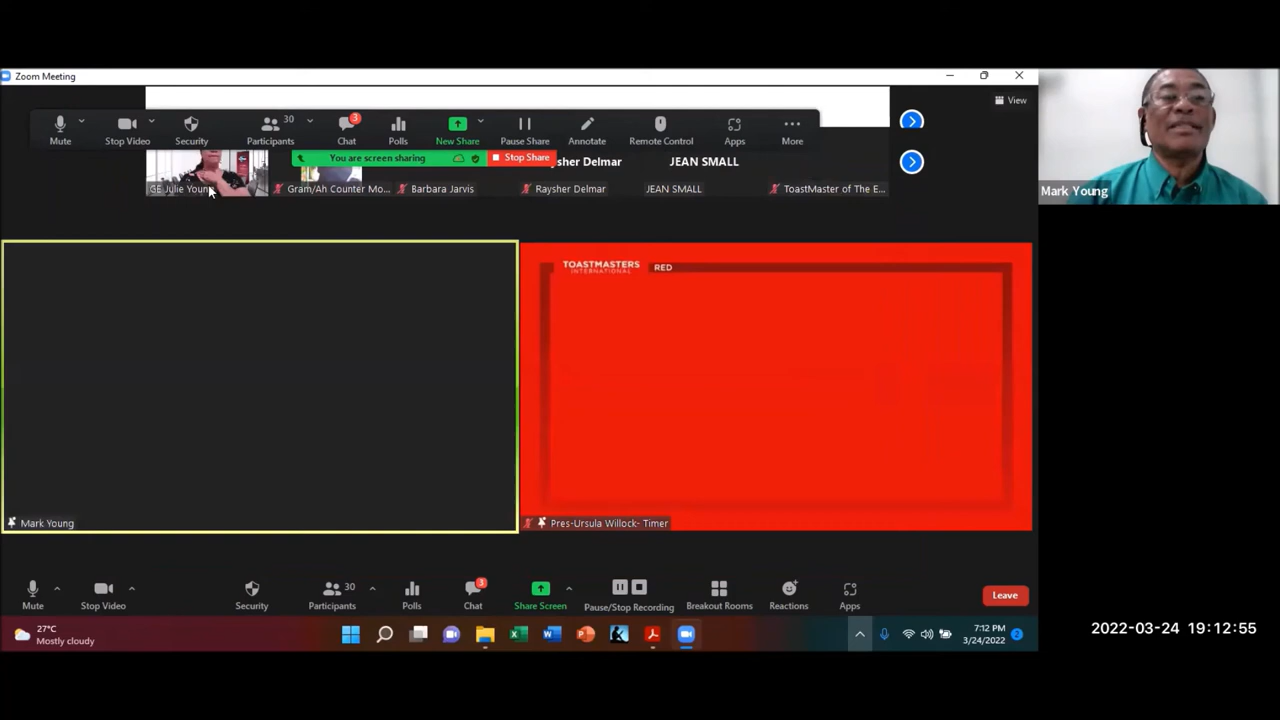 Zoom Meeting
View
30
3
Mute
Stop Video
Security
Participants
Chat
Polls
New Share
Pause Share
Annotate
Remote Control
Apps
More
You are screen sharing
Stop Share
sher Delmar
JEAN SMALL
GE Julie Young
Gram/Ah Counter Mo...
Barbara Jarvis
Raysher Delmar
JEAN SMALL
ToastMaster of The E...
Mark Young
TOASTMASTERS
INTERNATIONAL
RED
Mark Young
Pres-Ursula Willock- Timer
30
3
Mute
Stop Video
Security
Participants
Polls
Chat
Share Screen
Pause/Stop Recording
Breakout Rooms
Reactions
Apps
Leave
27°C
Mostly cloudy
7:12 PM
3/24/2022
2
2022-03-24 19:12:55